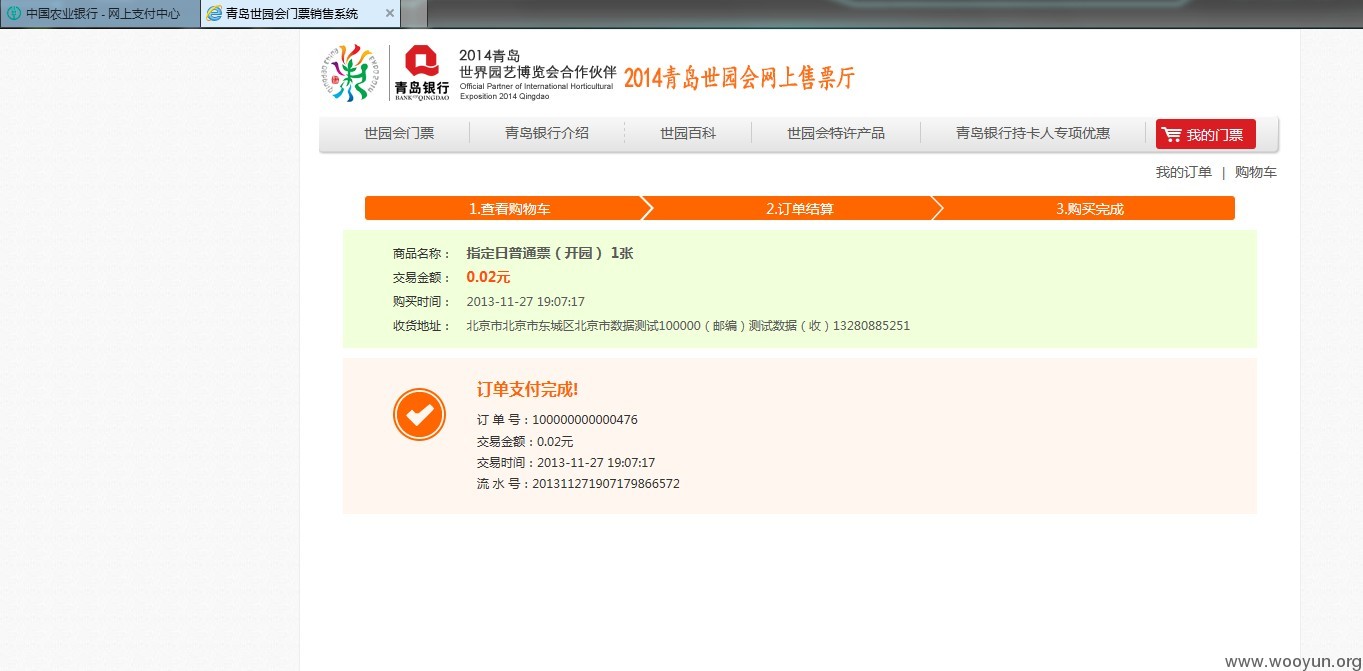 中国农业银行 - 网上支付中心
青岛世园会门票销售系统
青岛银行
BANK OF QINGDAO
2014青岛
世界园艺博览会合作伙伴
Official Partner of International Horticultural
Exposition 2014 Qingdao
2014青岛世园会网上售票厅
世园会门票
青岛银行介绍
世园百科
世园会特许产品
青岛银行持卡人专项优惠
我的门票
我的订单 | 购物车
1.查看购物车
2.订单结算
3.购买完成
商品名称： 指定日普通票（开园） 1张
交易金额： 0.02元
购买时间： 2013-11-27 19:07:17
收货地址： 北京市北京市东城区北京市数据测试100000（邮编）测试数据（收）13280885251
订单支付完成!
订 单 号：100000000000476
交易金额：0.02元
交易时间：2013-11-27 19:07:17
流 水 号：201311271907179866572
www.wooyun.org